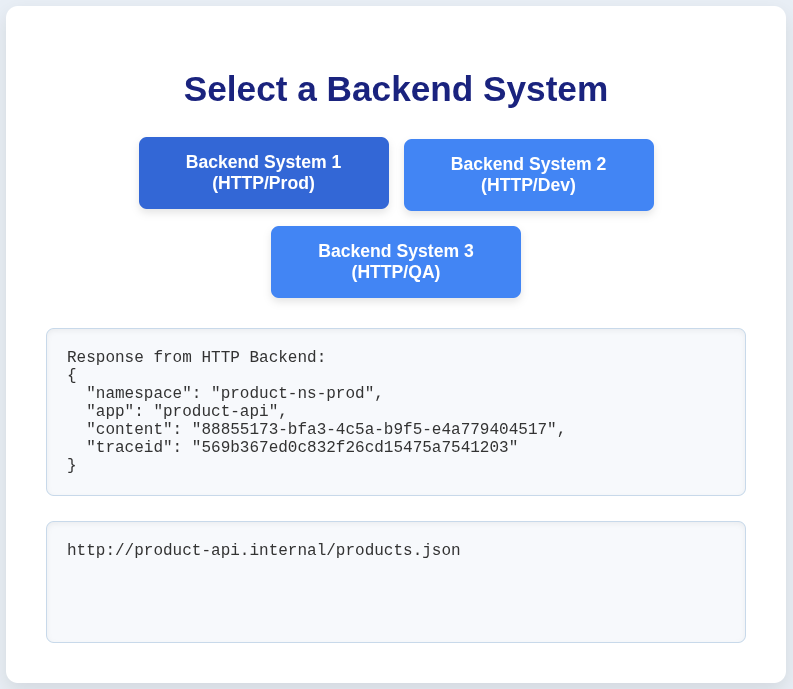 Select a Backend System
Backend System 1
(HTTP/Prod)
Backend System 2
(HTTP/Dev)
Backend System 3
(HTTP/QA)
Response from HTTP Backend:
{
  "namespace": "product-ns-prod",
  "app": "product-api",
  "content": "88855173-bfa3-4c5a-b9f5-e4a779404517",
  "traceid": "569b367ed0c832f26cd15475a7541203"
}
http://product-api.internal/products.json